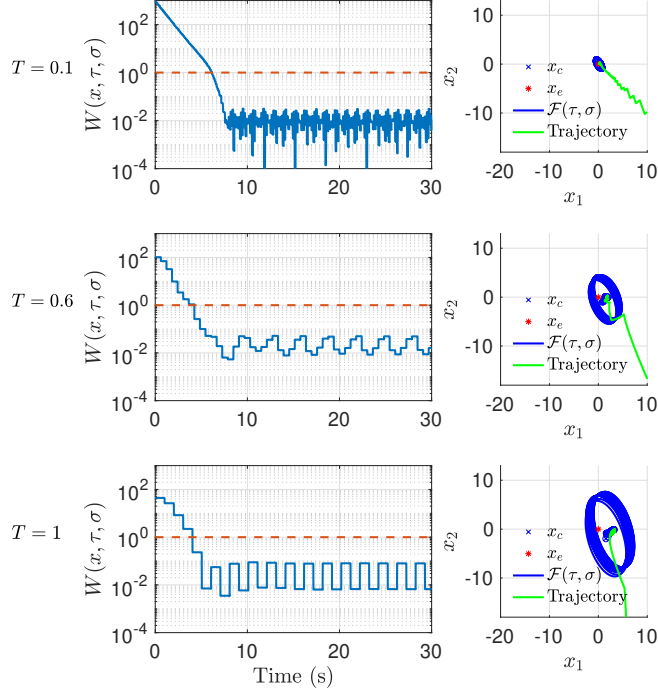 T = 0.1
W(x, τ, σ)
10^2
10^0
10^-2
10^-4
0 10 20 30
x_2
10
0
-10
-20 -10 0 10
x_1
x_c
x_e
F(τ, σ)
Trajectory
T = 0.6
W(x, τ, σ)
10^2
10^0
10^-2
10^-4
0 10 20 30
x_2
10
0
-10
-20 -10 0 10
x_1
x_c
x_e
F(τ, σ)
Trajectory
T = 1
W(x, τ, σ)
10^2
10^0
10^-2
10^-4
0 10 20 30
Time (s)
x_2
10
0
-10
-20 -10 0 10
x_1
x_c
x_e
F(τ, σ)
Trajectory